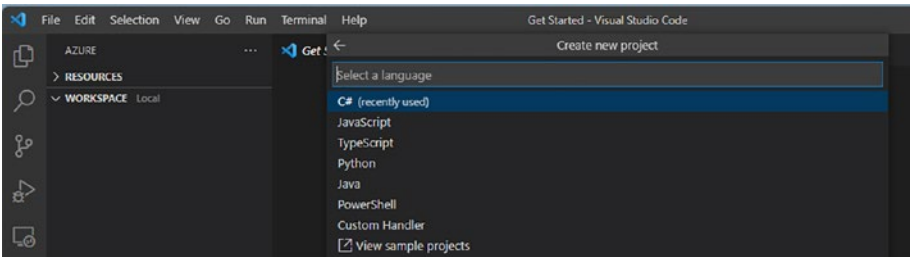 File Edit Selection View Go Run Terminal Help Get Started - Visual Studio Code
AZURE ...
Get S
Create new project
RESOURCES
Select a language
WORKSPACE Local
C# (recently used)
JavaScript
TypeScript
Python
Java
PowerShell
Custom Handler
View sample projects